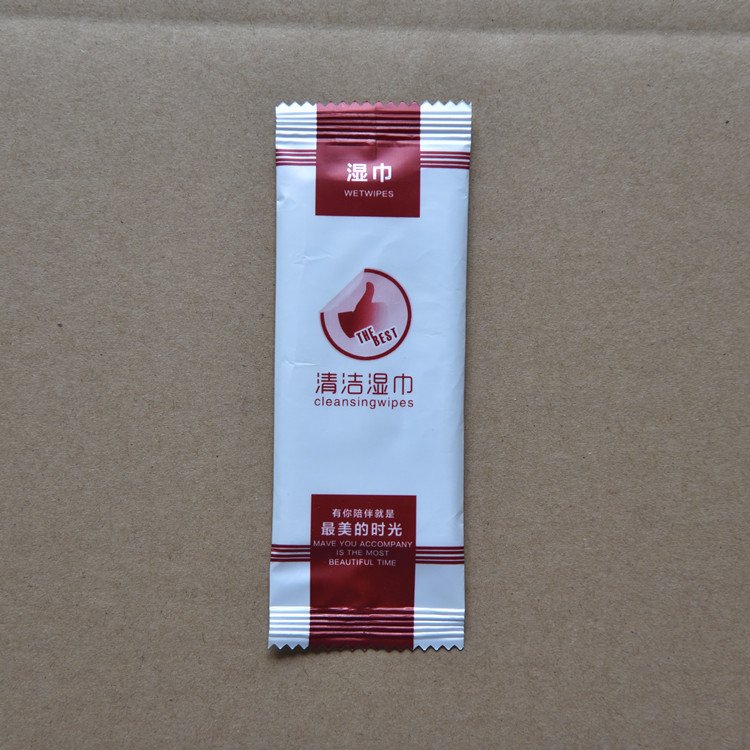 湿巾
WETWIPES
THE
BEST
清洁湿巾
cleansingwipes
有你陪伴就是
最美的时光
MAVE YOU ACCOMPANY
IS THE MOST
BEAUTIFUL TIME